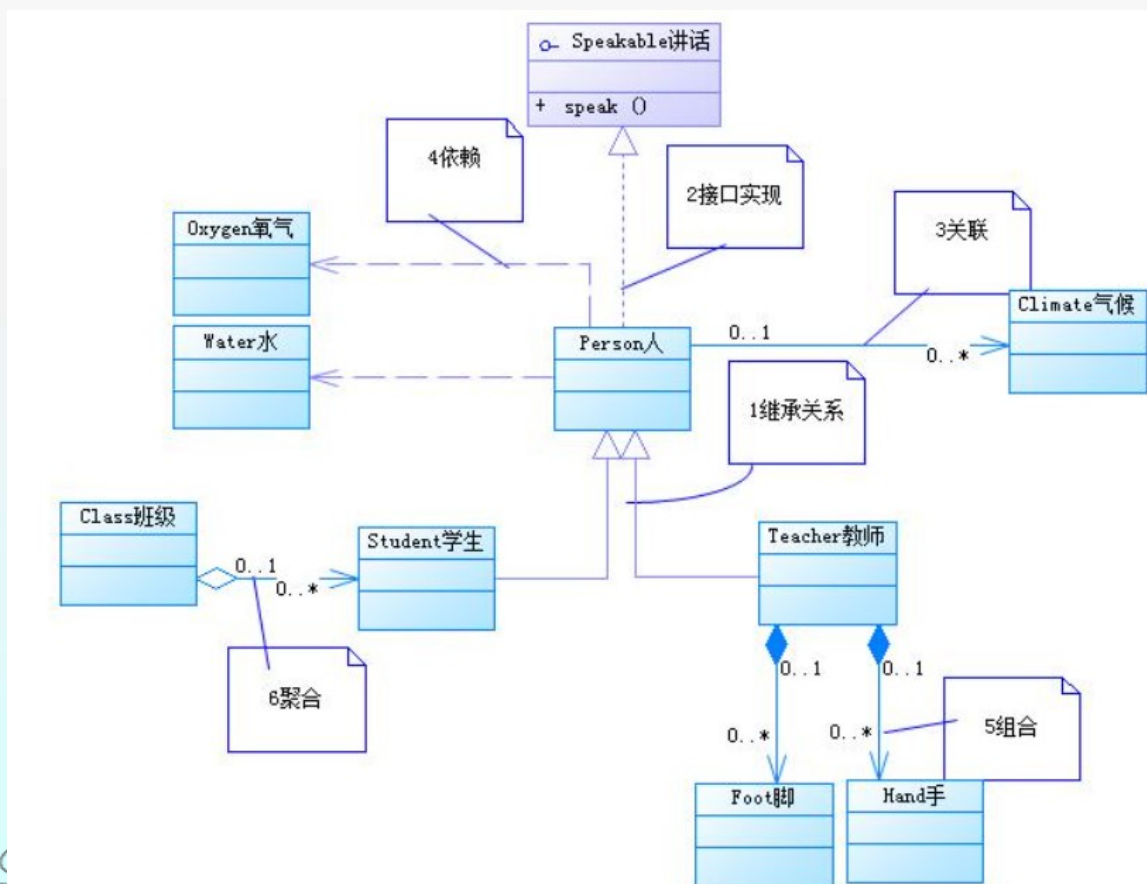 Speakable讲话
+ speak ()
4依赖
2接口实现
Oxygen氧气
3关联
Climate气候
Water水
Person人
0..1
0..*
1继承关系
Class班级
Student学生
Teacher教师
0..1
0..*
6聚合
0..1
0..1
0..*
0..*
5组合
Foot脚
Hand手